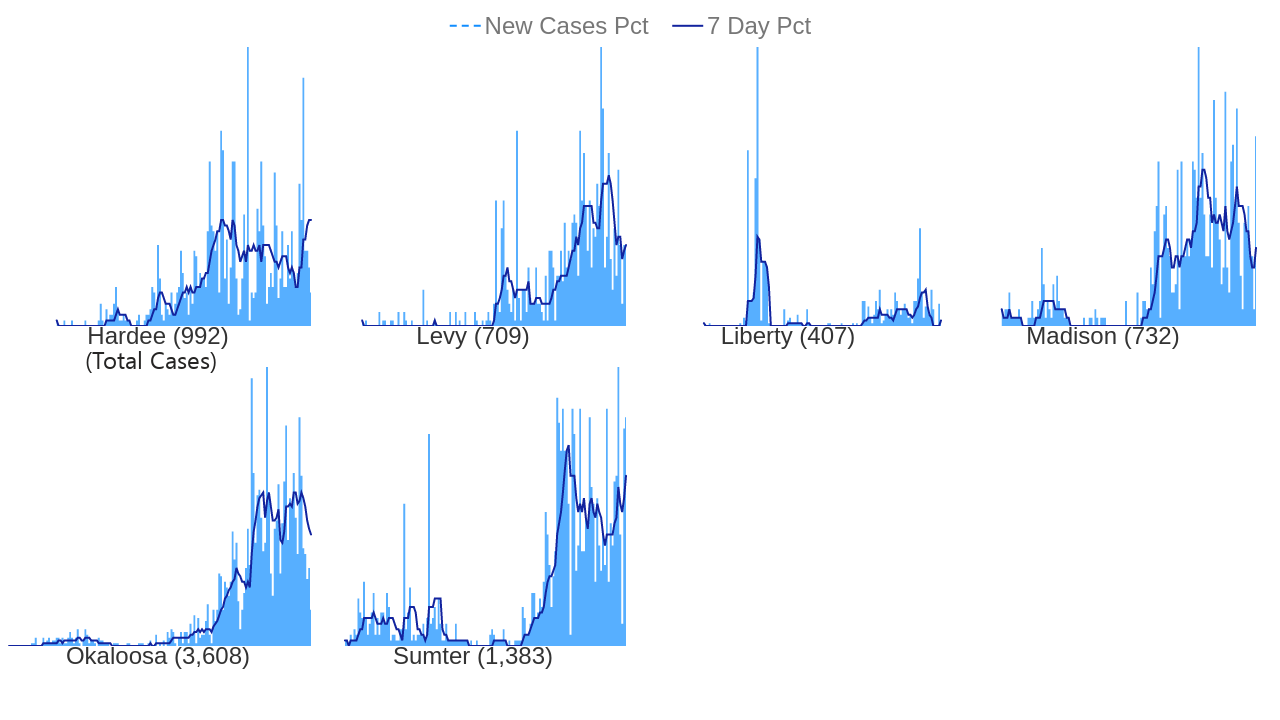 New Cases Pct 7 Day Pct
Hardee (992)
(Total Cases)
Levy (709)
Liberty (407)
Madison (732)
Okaloosa (3,608)
Sumter (1,383)